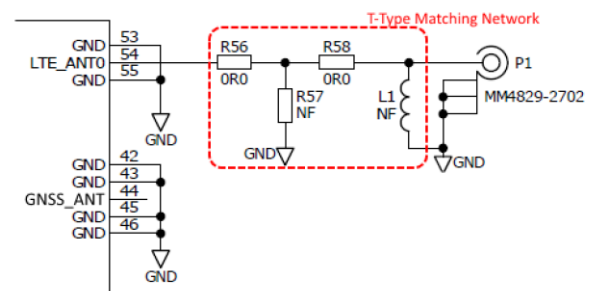 T-Type Matching Network
GND 53
LTE_ANT0 54
GND 55
R56
0R0
R58
0R0
R57
NF
L1
NF
P1
MM4829-2702
GND
GND
GND
GND 42
GND 43
GNSS_ANT 44
GND 45
GND 46
GND